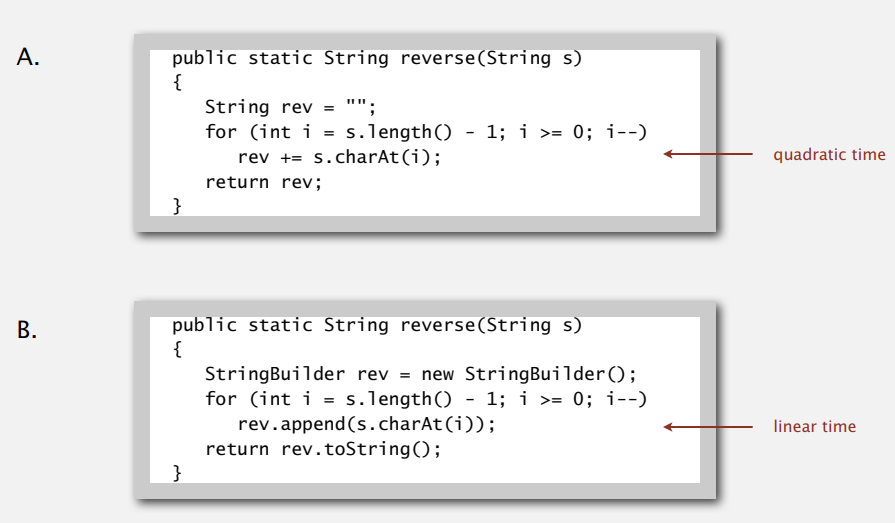 A.
public static String reverse(String s)
{
   String rev = "";
   for (int i = s.length() - 1; i >= 0; i--)
      rev += s.charAt(i);
   return rev;
}
quadratic time
B.
public static String reverse(String s)
{
   StringBuilder rev = new StringBuilder();
   for (int i = s.length() - 1; i >= 0; i--)
      rev.append(s.charAt(i));
   return rev.toString();
}
linear time